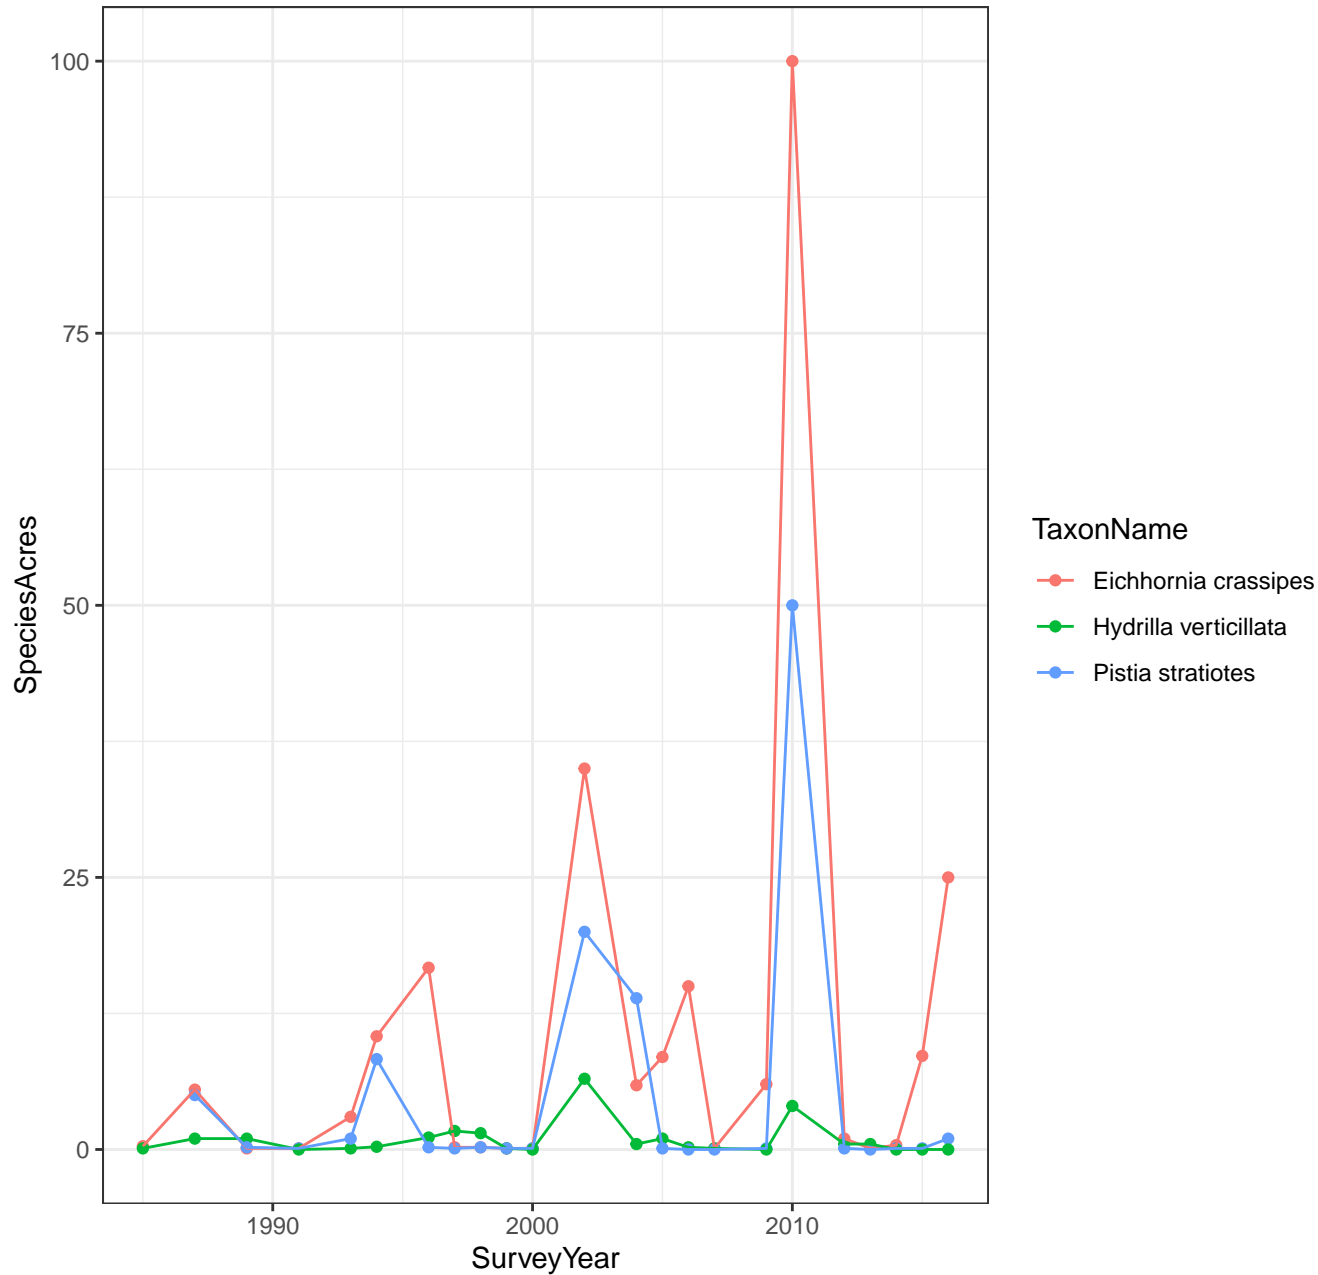 100
75
50
25
0
SpeciesAcres
1990
2000
2010
SurveyYear
TaxonName
Eichhornia crassipes
Hydrilla verticillata
Pistia stratiotes